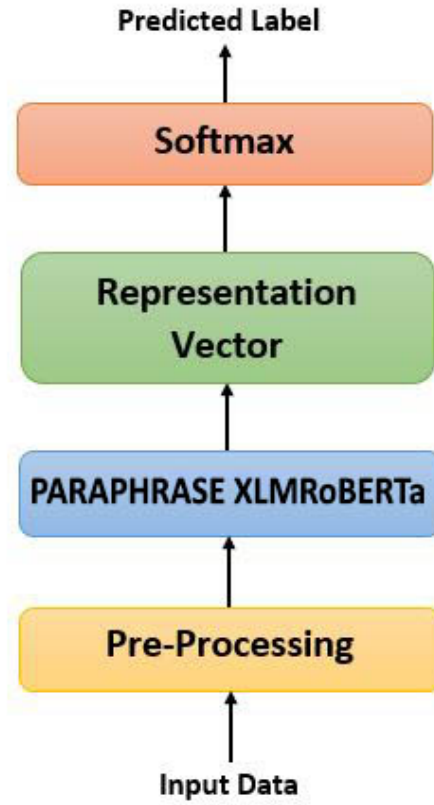 Predicted Label
Softmax
Representation
Vector
PARAPHRASE XLMRoBERTa
Pre-Processing
Input Data